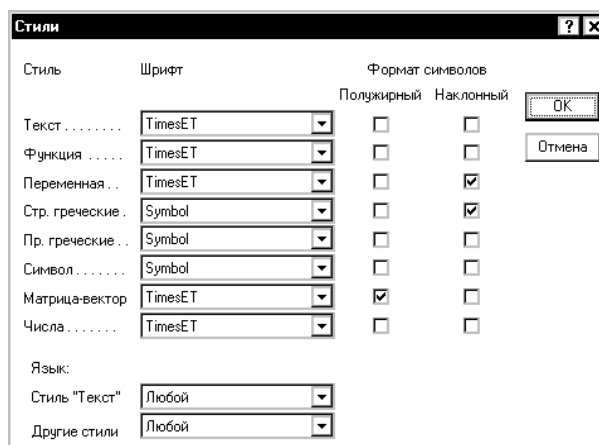 Стили
Стиль Шрифт Формат символов
Полужирный Наклонный
OK
Текст . . . . . . . . TimesET
Функция . . . . . TimesET
Отмена
Переменная . . TimesET
Стр. греческие . Symbol
Пр. греческие . . Symbol
Символ . . . . . . . Symbol
Матрица-вектор TimesET
Числа . . . . . . . TimesET
Язык:
Стиль "Текст" Любой
Другие стили Любой